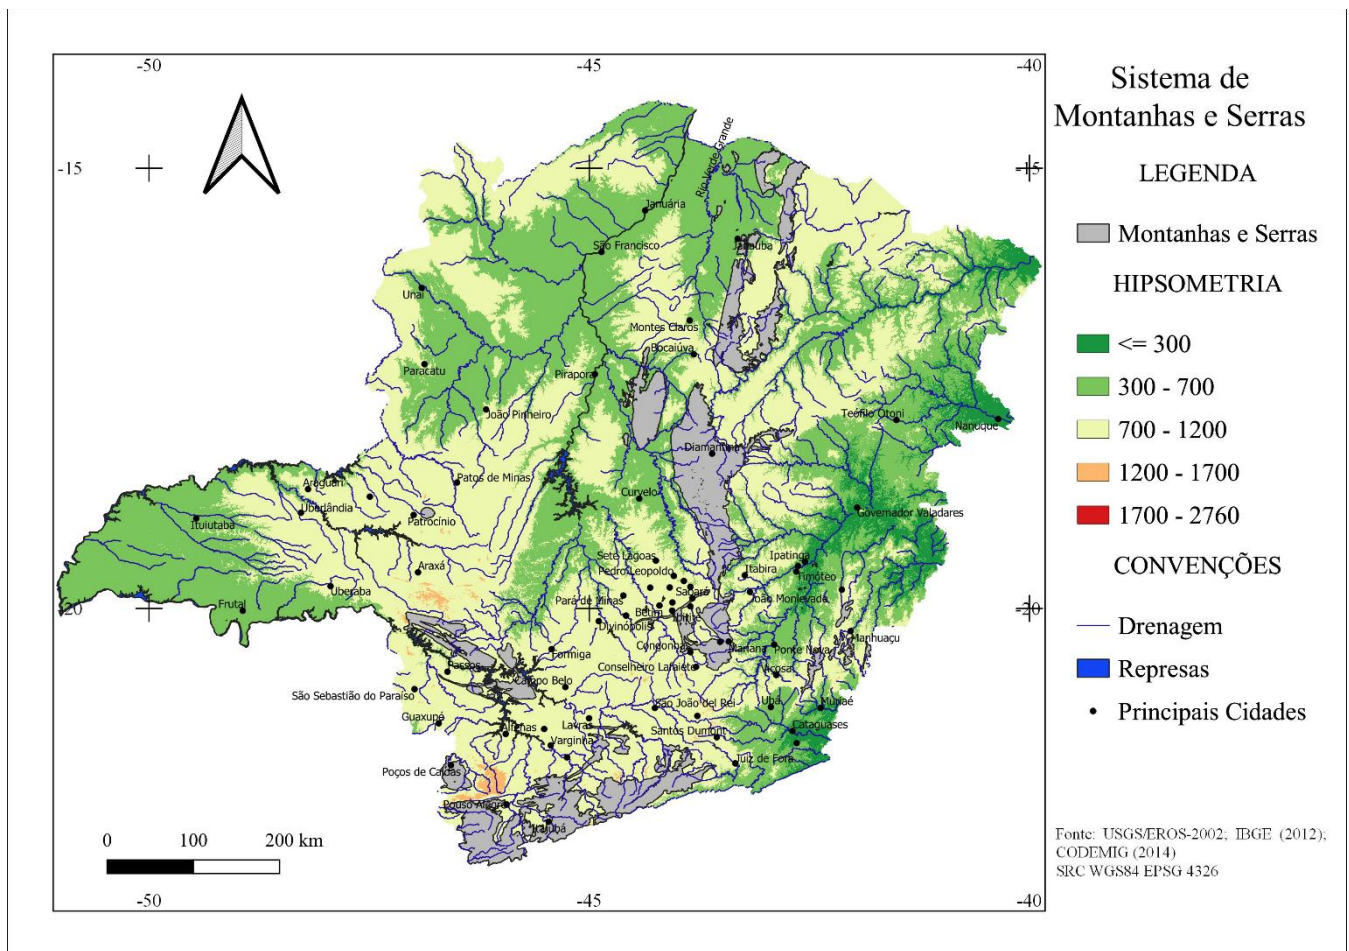 -50
-45
-40
-15
-15
-20
-20
-50
-45
-40
Rio Verde Grande
Januária
São Francisco
Janaúba
Unaí
Montes Claros
Bocaiúva
Paracatu
Pirapora
João Pinheiro
Teófilo Otoni
Nanuque
Diamantina
Patos de Minas
Araguari
Uberlândia
Curvelo
Patrocínio
Ituiutaba
Governador Valadares
Sete Lagoas
Ipatinga
Araxá
Pedro Leopoldo
Itabira
Timóteo
Uberaba
Sabará
João Monlevade
Pará de Minas
Frutal
Betim
Ibirité
Divinópolis
Manhuaçu
Congonhas
Mariana
Ponte Nova
Formiga
Passos
Conselheiro Lafaiete
Viçosa
Campo Belo
São Sebastião do Paraíso
São João del Rei
Ubá
Muriaé
Guaxupé
Lavras
Alfenas
Santos Dumont
Cataguases
Varginha
Juiz de Fora
Poços de Caldas
Pouso Alegre
Itajubá
0 100 200 km
Sistema de
Montanhas e Serras
LEGENDA
Montanhas e Serras
HIPSOMETRIA
<= 300
300 - 700
700 - 1200
1200 - 1700
1700 - 2760
CONVENÇÕES
Drenagem
Represas
Principais Cidades
Fonte: USGS/EROS-2002; IBGE (2012);
CODEMIG (2014)
SRC WGS84 EPSG 4326